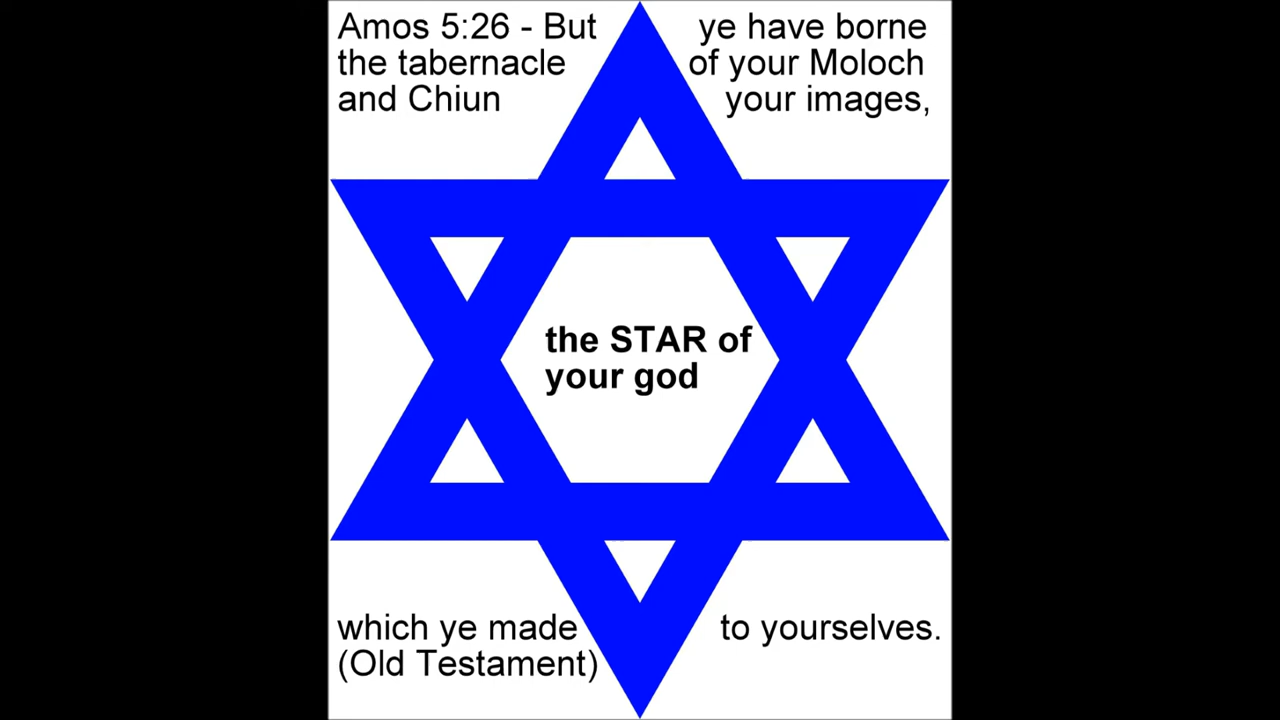 Amos 5:26 - But ye have borne
the tabernacle of your Moloch
and Chiun your images,
the STAR of
your god
which ye made to yourselves.
(Old Testament)